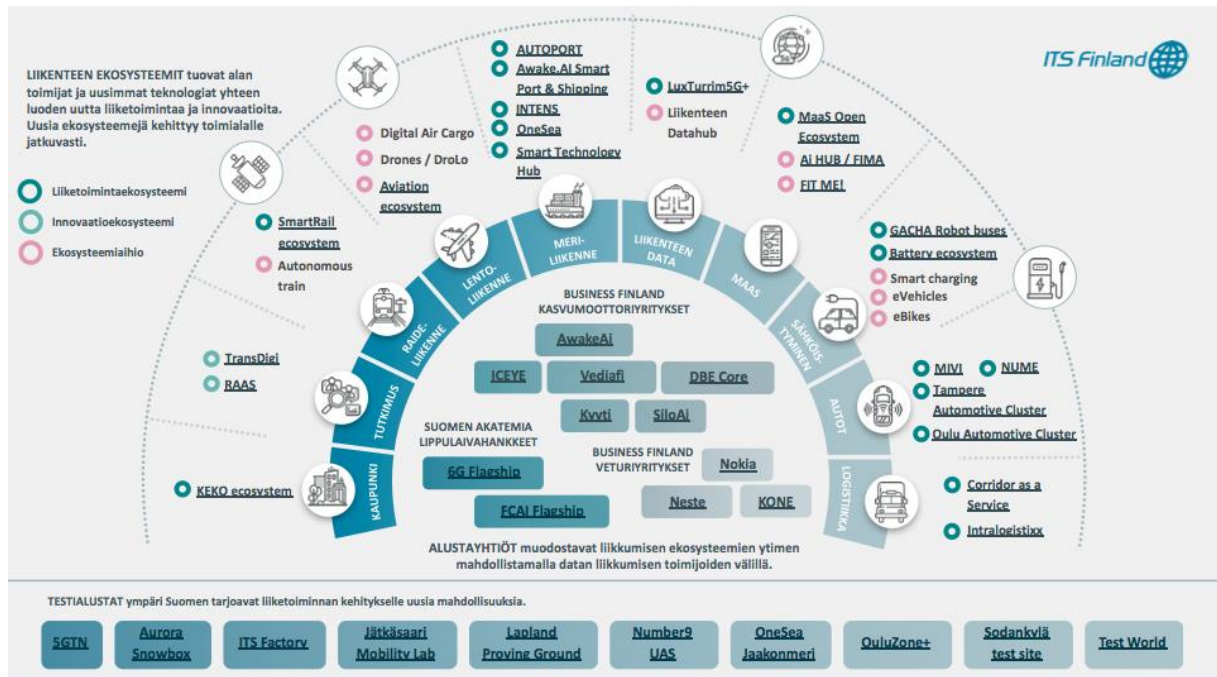 LIIKENTEEN EKOSYSTEEMIT tuovat alan
toimijat ja uusimmat teknologiat yhteen
luoden uutta liiketoimintaa ja innovaatioita.
Uusia ekosysteemejä kehittyy toimialalle
jatkuvasti.
Liiketoimintaekosysteemi
Innovaatioekosysteemi
Ekosysteemiaihio
ITS Finland
KEKO ecosystem
TransDigi
RAAS
SmartRail
ecosystem
Autonomous
train
Digital Air Cargo
Drones / DroLo
Aviation
ecosystem
AUTOPORT
Awake.AI Smart
Port & Shipping
INTENS
OneSea
Smart Technology
Hub
LuxTurrim5G+
Liikenteen
Datahub
MaaS Open
Ecosystem
Ai HUB / FIMA
FIT ME!
GACHA Robot buses
Battery ecosystem
Smart charging
eVehicles
eBikes
MIVI
NUME
Tampere
Automotive Cluster
Oulu Automotive Cluster
Corridor as a
Service
Intralogistixx
KAUPUNKI
TUTKIMUS
RAIDE-
LIIKENNE
LENTO-
LIIKENNE
MERI-
LIIKENNE
LIIKENTEEN
DATA
MAAS
SÄHKÖIS-
TYMINEN
AUTOT
LOGISTIIKKA
BUSINESS FINLAND
KASVUMOOTTORIYRITYKSET
AwakeAi
ICEYE
Vediafi
DBE Core
Kyyti
SiloAi
SUOMEN AKATEMIA
LIPPULAIVAHANKKEET
6G Flagship
FCAI Flagship
BUSINESS FINLAND
VETURIYRITYKSET
Nokia
Neste
KONE
ALUSTAYHTIÖT muodostavat liikkumisen ekosysteemien ytimen
mahdollistamalla datan liikkumisen toimijoiden välillä.
TESTIALUSTAT ympäri Suomen tarjoavat liiketoiminnan kehitykselle uusia mahdollisuuksia.
5GTN
Aurora
Snowbox
ITS Factory
Jätkäsaari
Mobility Lab
Lapland
Proving Ground
Number9
UAS
OneSea
Jaakonmeri
OuluZone+
Sodankylä
test site
Test World